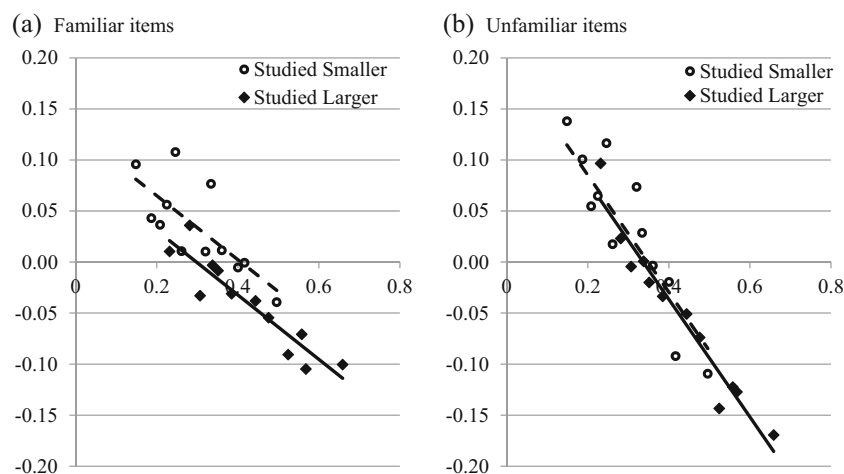 (a) Familiar items
0.20
Studied Smaller
0.15
Studied Larger
0.10
0.05
0.00
0 0.2 0.4 0.6 0.8
-0.05
-0.10
-0.15
-0.20
(b) Unfamiliar items
0.20
Studied Smaller
0.15
Studied Larger
0.10
0.05
0.00
0 0.2 0.4 0.6 0.8
-0.05
-0.10
-0.15
-0.20